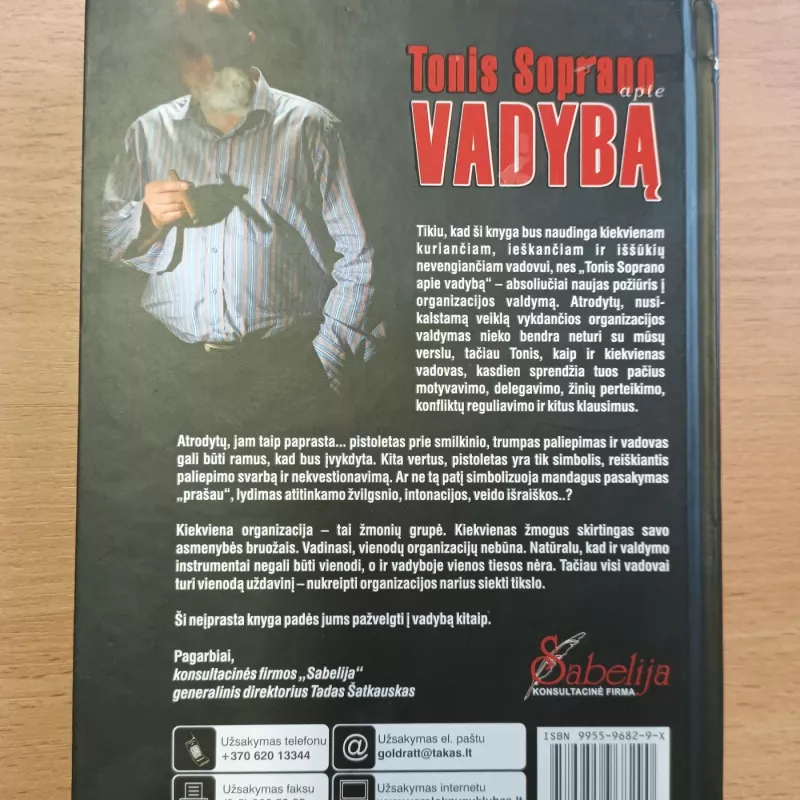 Tonis Soprano
apie
VADYBĄ
Tikiu, kad ši knyga bus naudinga kiekvienam
kuriančiam, ieškančiam ir iššūkių
nevengiančiam vadovui, nes „Tonis Soprano
apie vadybą“ – absoliučiai naujas požiūris į
organizacijos valdymą. Atrodytų, nusi-
kalstamą veiklą vykdančios organizacijos
valdymas nieko bendra neturi su mūsų
verslu, tačiau Tonis, kaip ir kiekvienas
vadovas, kasdien sprendžia tuos pačius
motyvavimo, delegavimo, žinių perteikimo,
konfliktų reguliavimo ir kitus klausimus.
Atrodytų, jam taip paprasta... pistoletas prie smilkinio, trumpas paliepimas ir vadovas
gali būti ramus, kad bus įvykdyta. Kita vertus, pistoletas yra tik simbolis, reiškiantis
paliepimo svarbą ir nekvestionavimą. Ar ne tą patį simbolizuoja mandagus pasakymas
„prašau“, lydimas atitinkamo žvilgsnio, intonacijos, veido išraiškos..?
Kiekviena organizacija – tai žmonių grupė. Kiekvienas žmogus skirtingas savo
asmenybės bruožais. Vadinasi, vienodų organizacijų nebūna. Natūralu, kad ir valdymo
instrumentai negali būti vienodi, o ir vadyboje vienos tiesos nėra. Tačiau visi vadovai
turi vienodą uždavinį – nukreipti organizacijos narius siekti tikslo.
Ši neįprasta knyga padės jums pažvelgti į vadybą kitaip.
Pagarbiai,
konsultacinės firmos „Sabelija“
generalinis direktorius Tadas Šatkauskas
Sabelija
KONSULTACINĖ FIRMA
Užsakymas telefonu
+370 620 13344
Užsakymas el. paštu
goldratt@takas.lt
ISBN 9955-9682-9-X
Užsakymas faksu
Užsakymas internetu